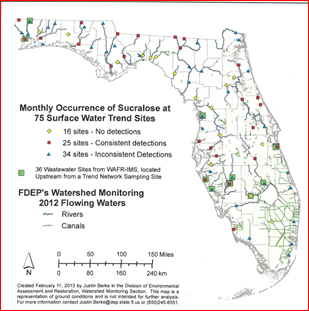 Monthly Occurrence of Sucralose at
75 Surface Water Trend Sites
16 sites - No detections
25 sites - Consistent detections
34 sites - Inconsistent Detections
36 Wastewater Sites from WAFR-IMS, located
Upstream from a Trend Network Sampling Site
FDEP's Watershed Monitoring
2012 Flowing Waters
Rivers
Canals
N
0 25 50 100 150 Miles
0 40 80 160 240 km
Created February 11, 2013 by Justin Berke in the Division of Environmental
Assessment and Restoration, Watershed Monitoring Section. This map is a
representation of ground conditions and is not intended for further analysis.
For more information contact Justin.Berke@dep.state.fl.us or (850)245-8551.